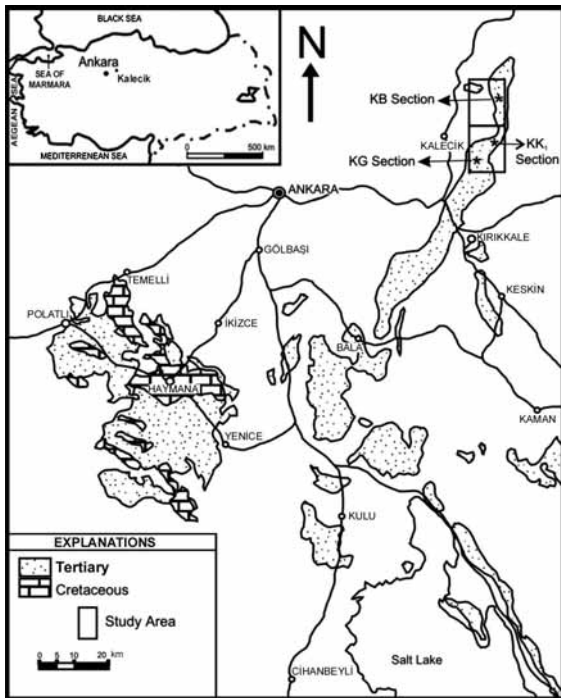 BLACK SEA
Ankara
Kalecik
SEA OF
MARMARA
AEGEAN SEA
MEDITERRENEAN SEA
0 500 km
N
KB Section
KALECİK
KG Section
KK₁
Section
ANKARA
KIRIKKALE
GÖLBAŞI
TEMELLİ
KESKİN
POLATLI
İKİZCE
BALA
HAYMANA
KAMAN
YENİCE
KULU
EXPLANATIONS
Tertiary
Cretaceous
Study Area
0 5 10 20 km
Salt Lake
CİHANBEYLİ